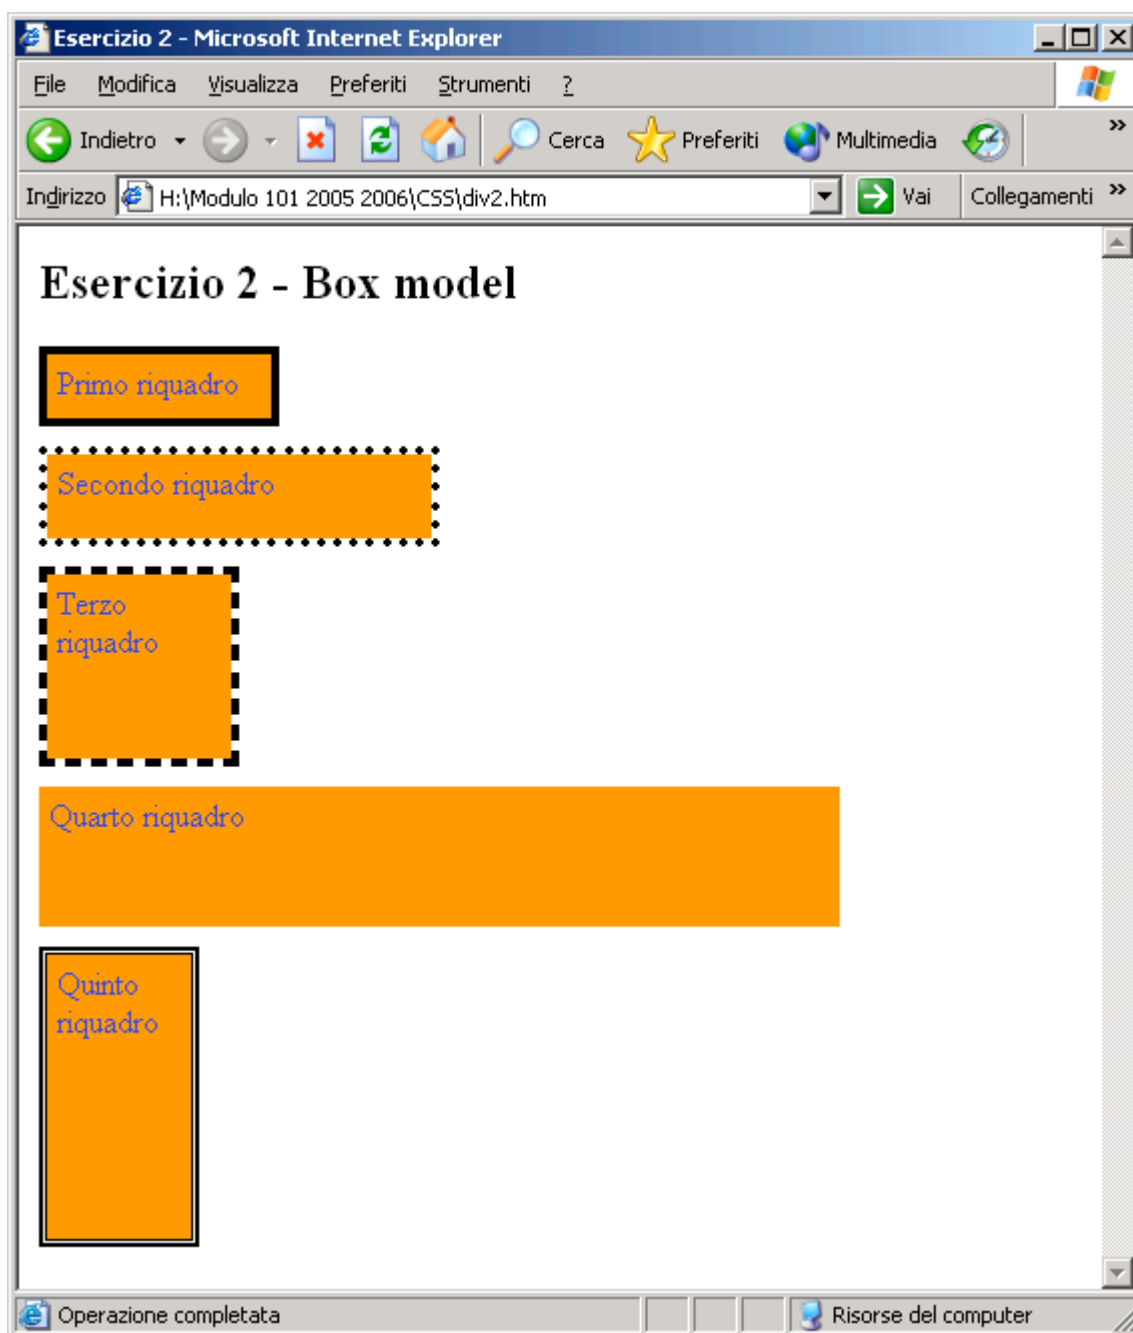 Esercizio 2 - Microsoft Internet Explorer
File Modifica Visualizza Preferiti Strumenti ?
Indietro Cerca Preferiti Multimedia »
Indirizzo H:\Modulo 101 2005 2006\CSS\div2.htm Vai Collegamenti »
Esercizio 2 - Box model
Primo riquadro
Secondo riquadro
Terzo
riquadro
Quarto riquadro
Quinto
riquadro
Operazione completata Risorse del computer